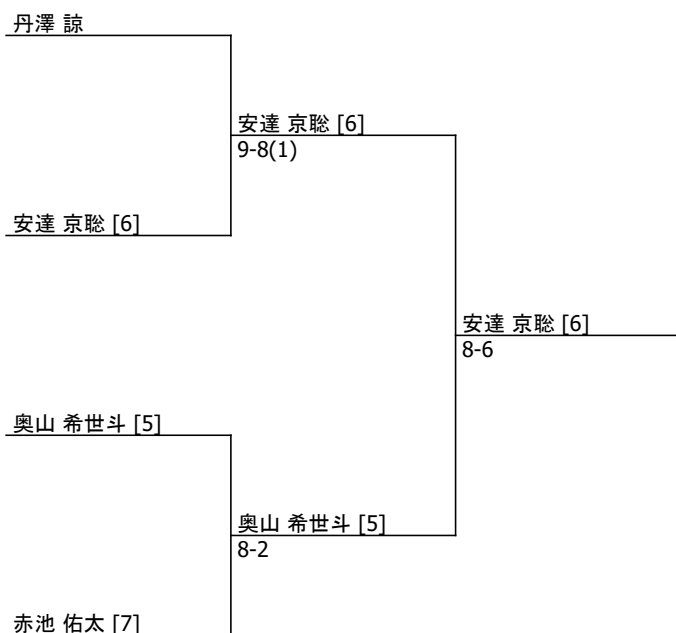 丹澤 諒
安達 京聡 [6]
9-8(1)
安達 京聡 [6]
安達 京聡 [6]
8-6
奥山 希世斗 [5]
奥山 希世斗 [5]
8-2
赤池 佑太 [7]